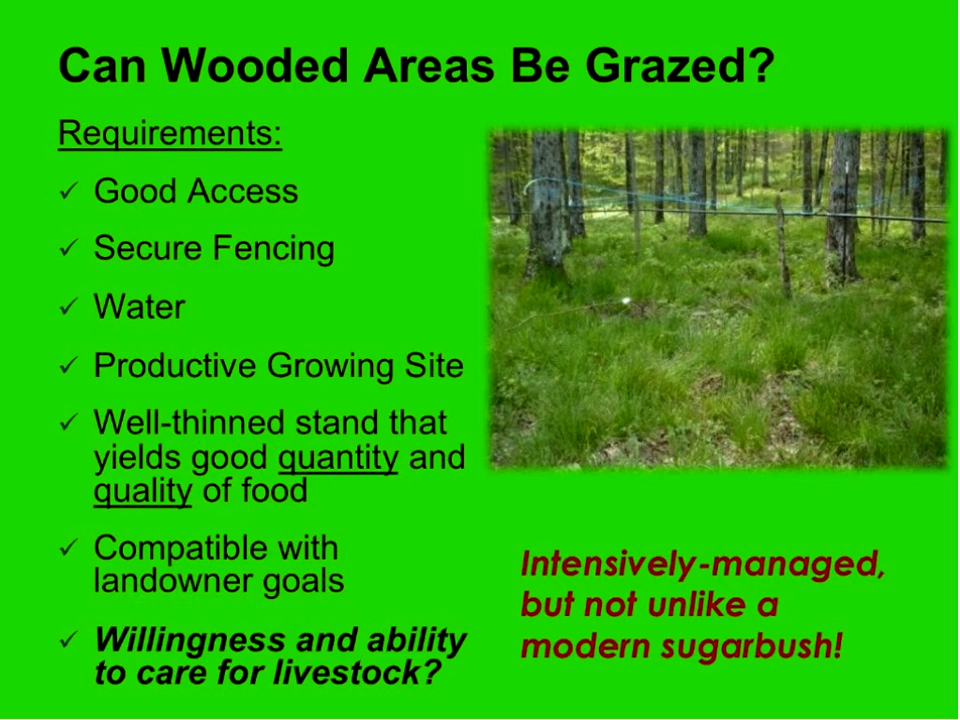 Can Wooded Areas Be Grazed?
Requirements:
✓ Good Access
✓ Secure Fencing
✓ Water
✓ Productive Growing Site
✓ Well-thinned stand that
yields good quantity and
quality of food
✓ Compatible with
landowner goals
✓ Willingness and ability
to care for livestock?
Intensively-managed,
but not unlike a
modern sugarbush!